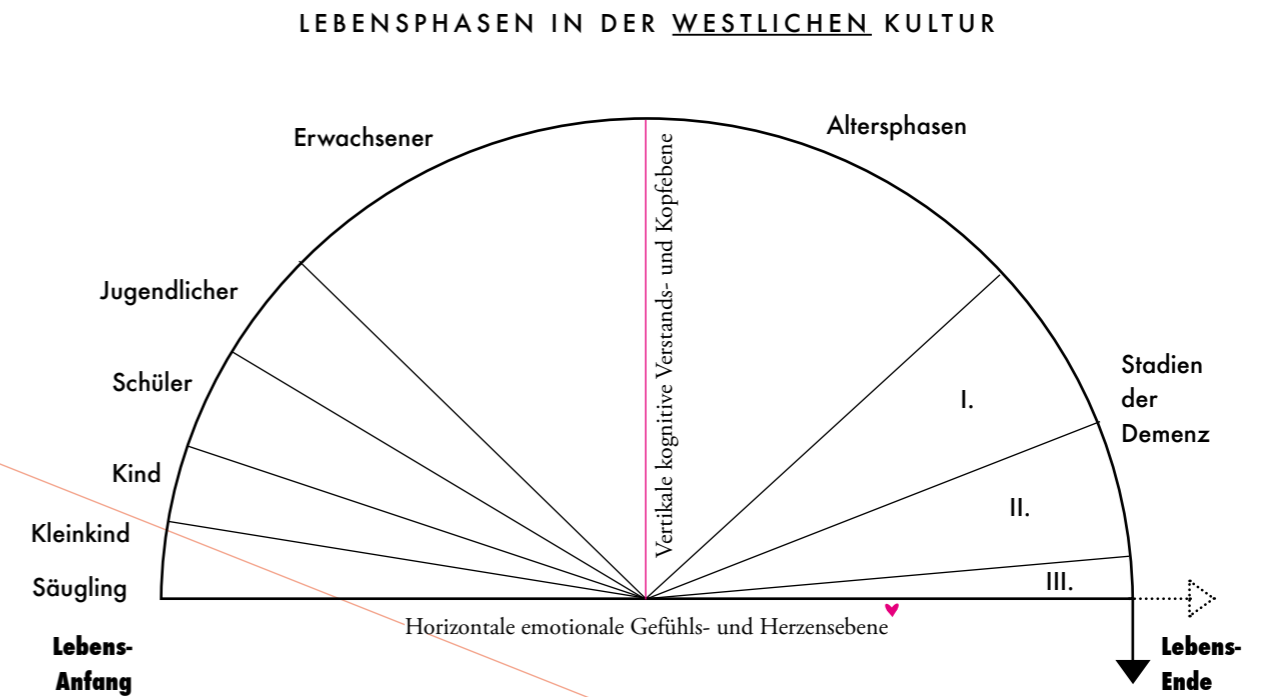 LEBENSPHASEN IN DER WESTLICHEN KULTUR
Altersphasen
Erwachsener
Vertikale kognitive Verstands- und Kopfebene
Jugendlicher
Schüler
Stadien
der
Demenz
I.
Kind
II.
Kleinkind
Säugling
III.
Horizontale emotionale Gefühls- und Herzensebene
Lebens-
Anfang
Lebens-
Ende